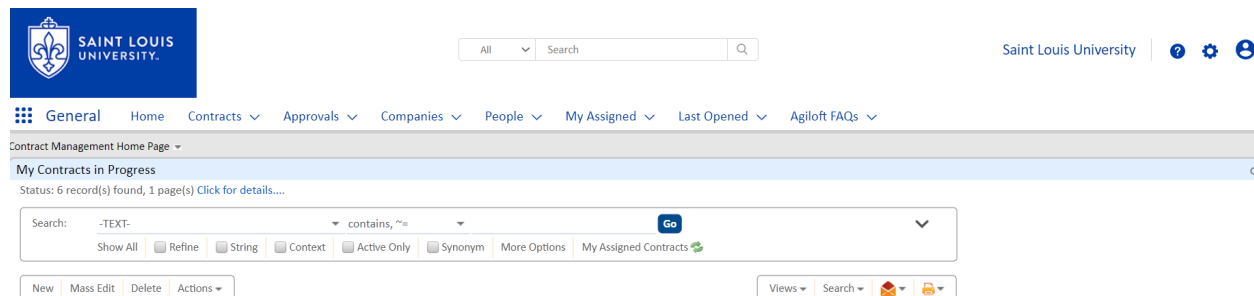 SAINT LOUIS
UNIVERSITY.
All Search
Saint Louis University
General Home Contracts Approvals Companies People My Assigned Last Opened Agiloft FAQs
Contract Management Home Page
My Contracts in Progress
Status: 6 record(s) found, 1 page(s) Click for details....
Search: -TEXT- contains, ~= Go
Show All Refine String Context Active Only Synonym More Options My Assigned Contracts
New Mass Edit Delete Actions Views Search